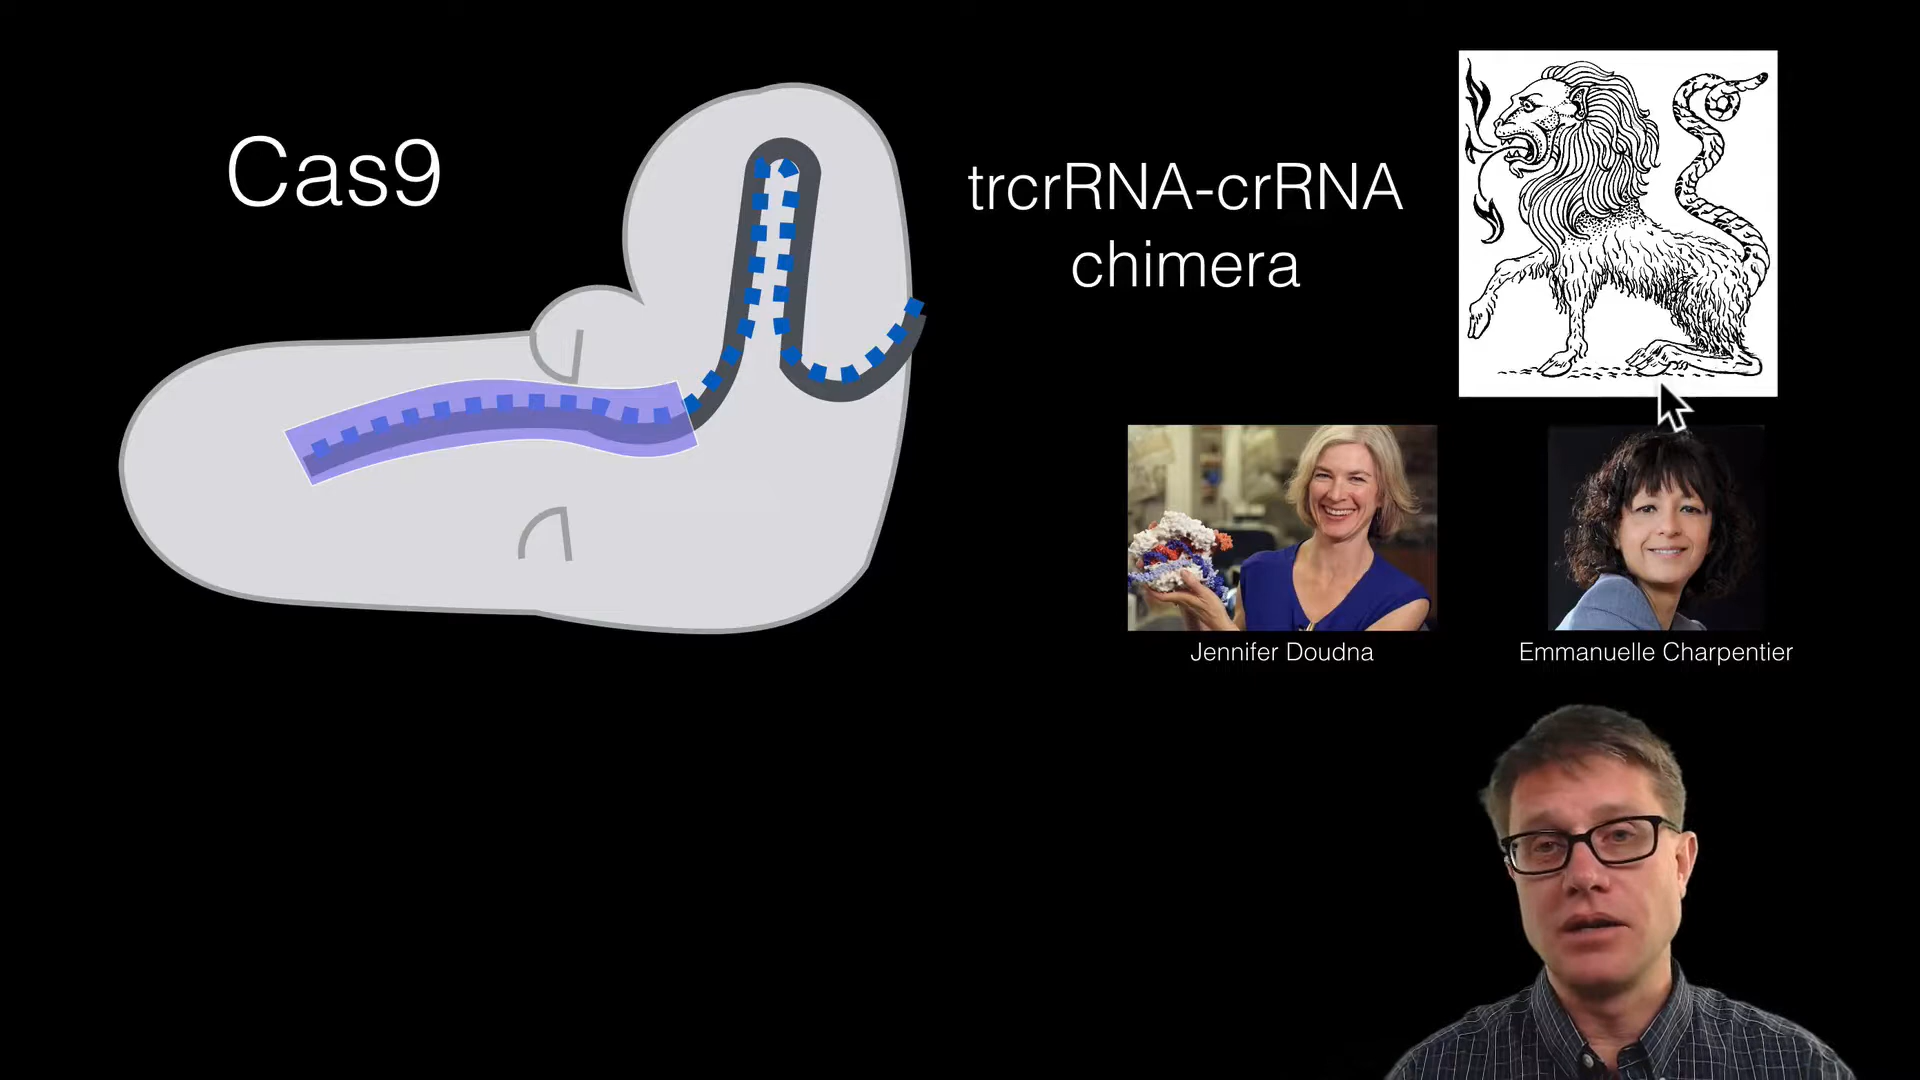 Cas9
trcrRNA-crRNA
chimera
Jennifer Doudna
Emmanuelle Charpentier